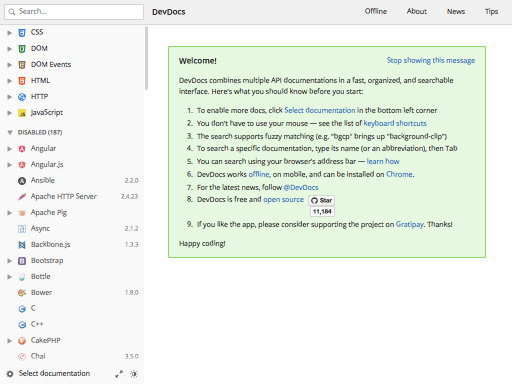 Search...
DevDocs
Offline
About
News
Tips
CSS
DOM
DOM Events
HTML
HTTP
JavaScript
DISABLED (187)
Angular
Angular.js
Ansible 2.2.0
Apache HTTP Server 2.4.23
Apache Pig
Async 2.1.2
Backbone.js 1.3.3
Bootstrap
Bottle
Bower 1.8.0
C
C++
CakePHP
Chai 3.5.0
Select documentation
Welcome!
Stop showing this message
DevDocs combines multiple API documentations in a fast, organized, and searchable
interface. Here's what you should know before you start:
1. To enable more docs, click Select documentation in the bottom left corner
2. You don't have to use your mouse — see the list of keyboard shortcuts
3. The search supports fuzzy matching (e.g. "bgcp" brings up "background-clip")
4. To search a specific documentation, type its name (or an abbreviation), then Tab
5. You can search using your browser's address bar — learn how
6. DevDocs works offline, on mobile, and can be installed on Chrome.
7. For the latest news, follow @DevDocs
8. DevDocs is free and open source Star
11,184
9. If you like the app, please consider supporting the project on Gratipay. Thanks!
Happy coding!